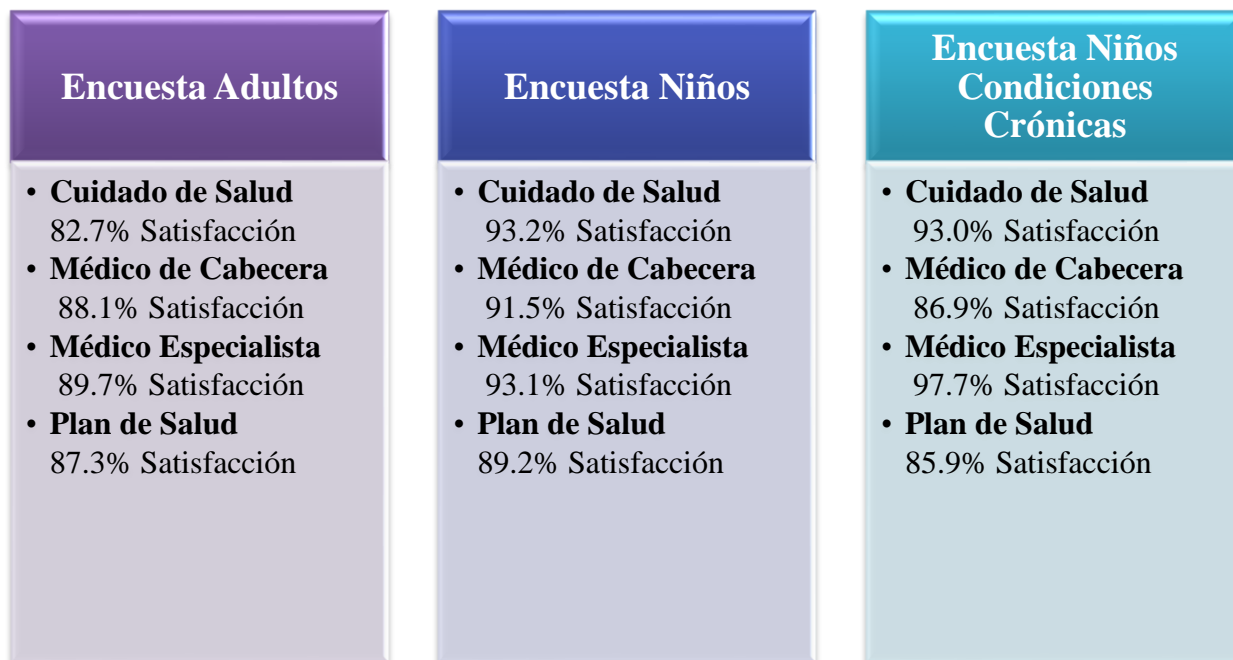 Encuesta Adultos
• Cuidado de Salud
82.7% Satisfacción
• Médico de Cabecera
88.1% Satisfacción
• Médico Especialista
89.7% Satisfacción
• Plan de Salud
87.3% Satisfacción
Encuesta Niños
• Cuidado de Salud
93.2% Satisfacción
• Médico de Cabecera
91.5% Satisfacción
• Médico Especialista
93.1% Satisfacción
• Plan de Salud
89.2% Satisfacción
Encuesta Niños
Condiciones
Crónicas
• Cuidado de Salud
93.0% Satisfacción
• Médico de Cabecera
86.9% Satisfacción
• Médico Especialista
97.7% Satisfacción
• Plan de Salud
85.9% Satisfacción